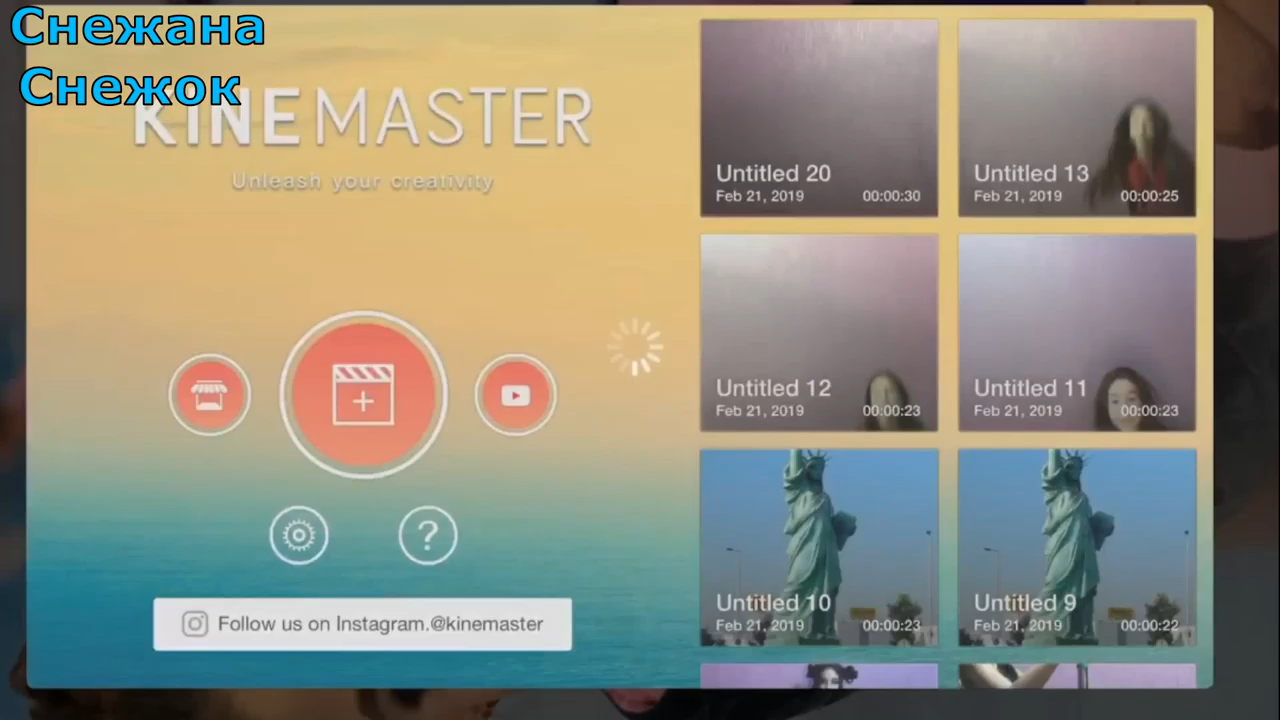 Снежана
Снежок
KINEMASTER
Unleash your creativity
Follow us on Instagram.@kinemaster
Untitled 20
Feb 21, 2019 00:00:30
Untitled 13
Feb 21, 2019 00:00:25
Untitled 12
Feb 21, 2019 00:00:23
Untitled 11
Feb 21, 2019 00:00:23
Untitled 10
Feb 21, 2019 00:00:23
Untitled 9
Feb 21, 2019 00:00:22